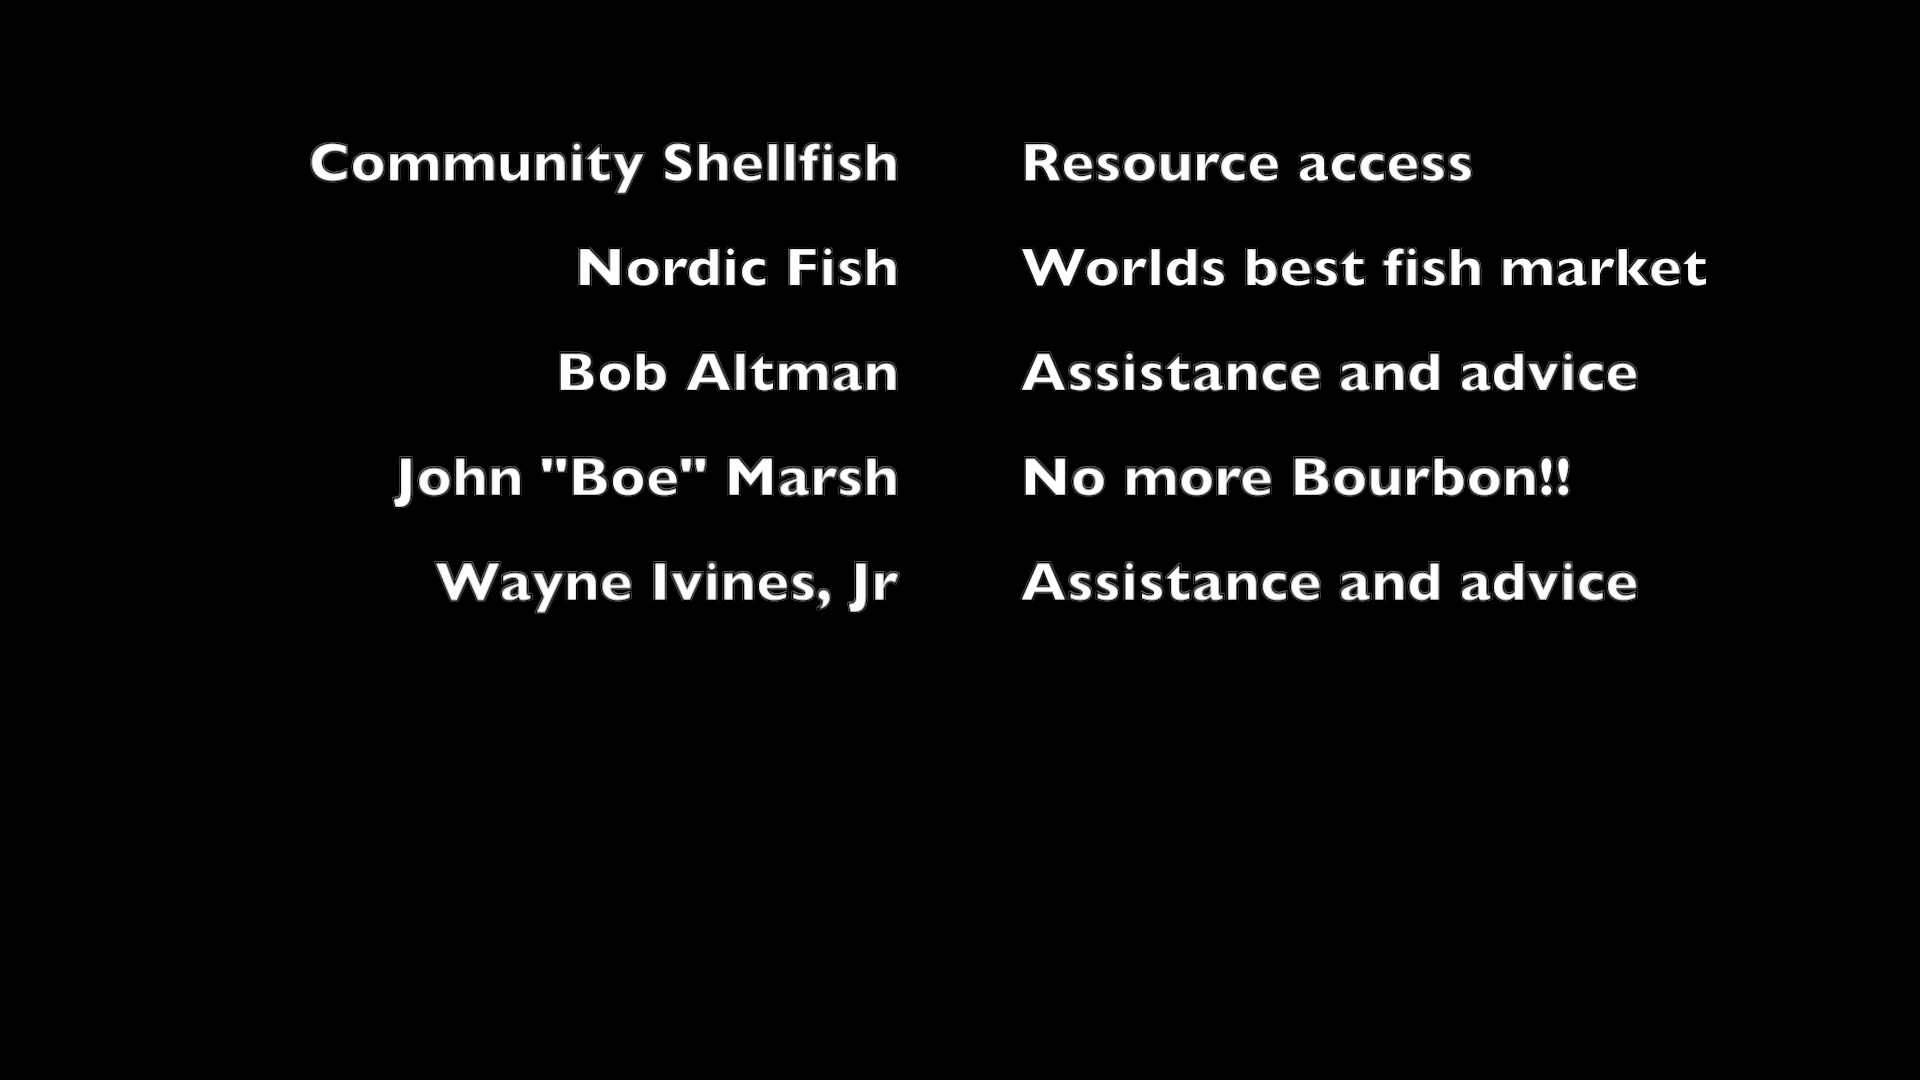 Community Shellfish Resource access
Nordic Fish Worlds best fish market
Bob Altman Assistance and advice
John "Boe" Marsh No more Bourbon!!
Wayne Ivines, Jr Assistance and advice